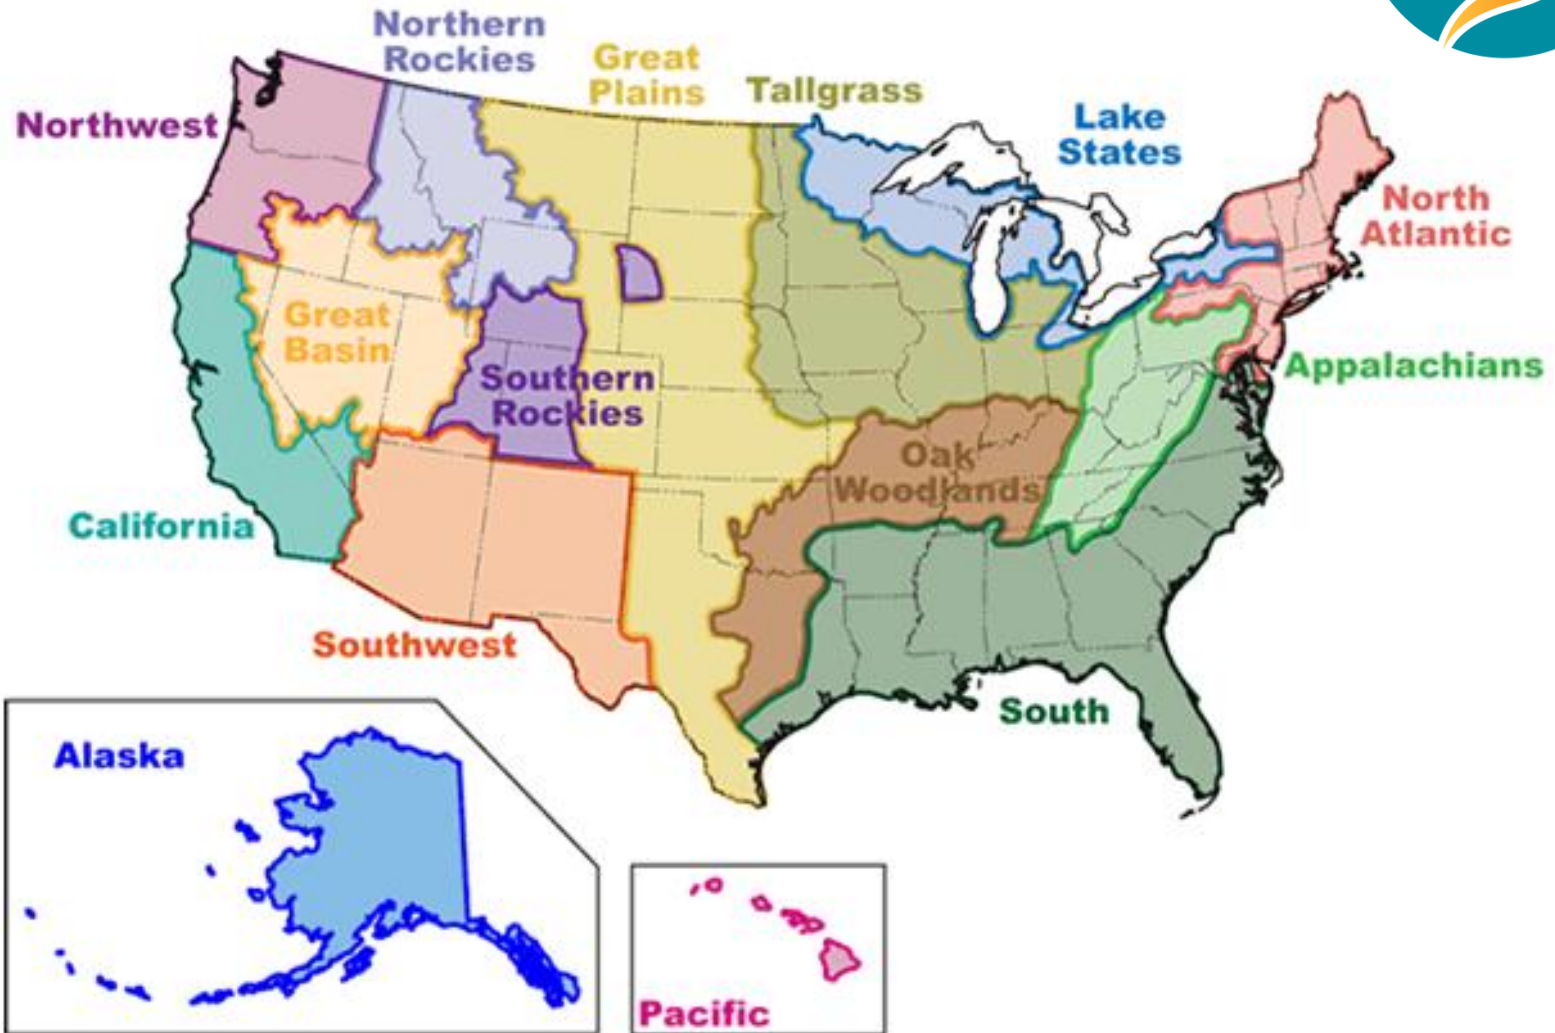 Northern
Rockies
Great
Plains
Tallgrass
Northwest
Lake
States
North
Atlantic
Great
Basin
Southern
Rockies
Appalachians
Oak
Woodlands
California
Southwest
South
Alaska
Pacific